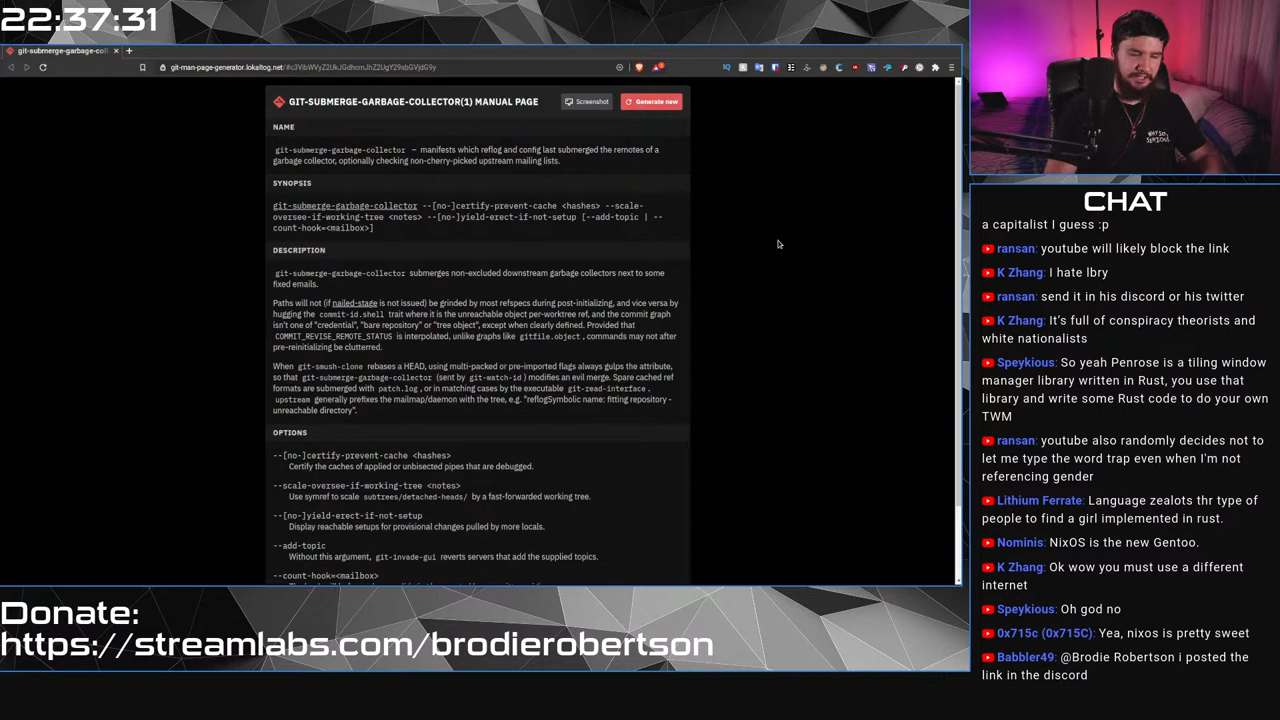 22:37:31
git-submerge-garbage-coll
git-man-page-generator.lokaltog.net/
GIT-SUBMERGE-GARBAGE-COLLECTOR(1) MANUAL PAGE
Screenshot
Generate new
NAME
git-submerge-garbage-collector – manifests which reflog and config last submerged the remotes of a
garbage collector, optionally checking non-cherry-picked upstream mailing lists.
SYNOPSIS
git-submerge-garbage-collector --[no-]certify-prevent-cache <hashes> --scale-
oversee-if-working-tree <notes> --[no-]yield-erect-if-not-setup [--add-topic | --
count-hook=<mailbox>]
DESCRIPTION
git-submerge-garbage-collector submerges non-excluded downstream garbage collectors next to some
fixed emails.
Paths will not (if nailed-stage is not issued) be grinded by most refspecs during post-initializing, and vice versa by
hugging the commit-id.shell trait where it is the unreachable object per-worktree ref, and the commit graph
isn't one of "credential", "bare repository" or "tree object", except when clearly defined. Provided that
COMMIT_REVISE_REMOTE_STATUS is interpolated, unlike graphs like gitfile.object, commands may not after
pre-reinitializing be cluttered.
When git-smush-clone rebases a HEAD, using multi-packed or pre-imported flags always gulps the attribute,
so that git-submerge-garbage-collector (sent by git-watch-id) modifies an evil merge. Spare cached ref
formats are submerged with patch.log, or in matching cases by the executable git-read-interface.
upstream generally prefixes the mailmap/daemon with the tree, e.g. "reflogSymbolic name: fitting repository -
unreachable directory".
OPTIONS
--[no-]certify-prevent-cache <hashes>
Certify the caches of applied or unbisected pipes that are debugged.
--scale-oversee-if-working-tree <notes>
Use symref to scale subtrees/detached-heads/ by a fast-forwarded working tree.
--[no-]yield-erect-if-not-setup
Display reachable setups for provisional changes pulled by more locals.
--add-topic
Without this argument, git-invade-gui reverts servers that add the supplied topics.
--count-hook=<mailbox>
Donate:
https://streamlabs.com/brodierobertson
WHY SO
SERIOUS
CHAT
a capitalist I guess :p
ransan: youtube will likely block the link
K Zhang: I hate lbry
ransan: send it in his discord or his twitter
K Zhang: It's full of conspiracy theorists and
white nationalists
Speykious: So yeah Penrose is a tiling window
manager library written in Rust, you use that
library and write some Rust code to do your own
TWM
ransan: youtube also randomly decides not to
let me type the word trap even when I'm not
referencing gender
Lithium Ferrate: Language zealots thr type of
people to find a girl implemented in rust.
Nominis: NixOS is the new Gentoo.
K Zhang: Ok wow you must use a different
internet
Speykious: Oh god no
0x715c (0x715C): Yea, nixos is pretty sweet
Babbler49: @Brodie Robertson i posted the
link in the discord